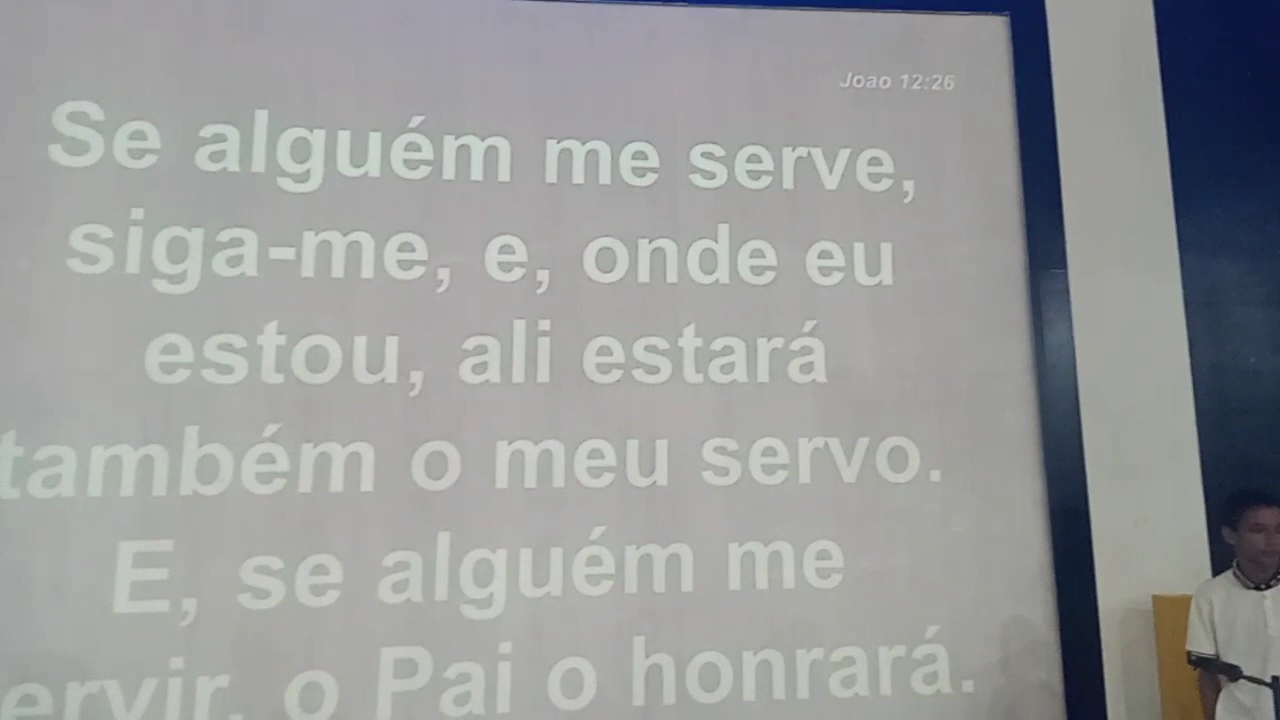 Joao 12:26
Se alguém me serve,
siga-me, e, onde eu
estou, ali estará
também o meu servo.
E, se alguém me
ervir, o Pai o honrará.